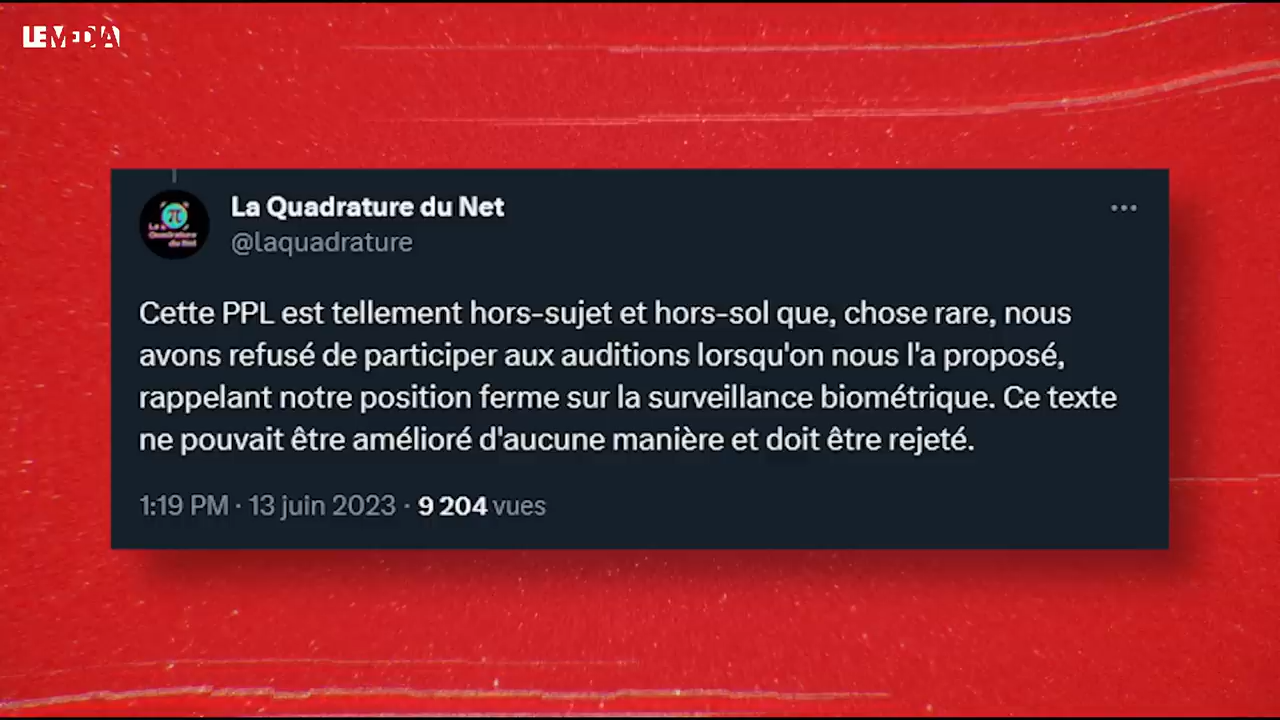 LEMEDIA
La Quadrature du Net
@laquadrature
Cette PPL est tellement hors-sujet et hors-sol que, chose rare, nous
avons refusé de participer aux auditions lorsqu'on nous l'a proposé,
rappelant notre position ferme sur la surveillance biométrique. Ce texte
ne pouvait être amélioré d'aucune manière et doit être rejeté.
1:19 PM · 13 juin 2023 · 9 204 vues